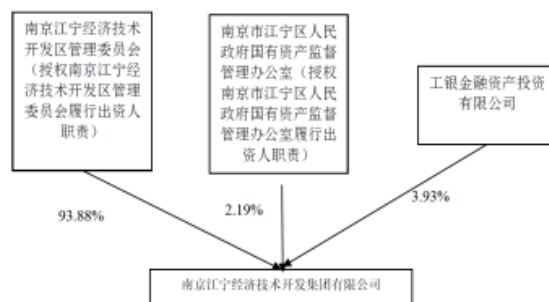 南京江宁经济技术
开发区管理委员会
（授权南京江宁经
济技术开发区管理
委员会履行出资人
职责）
南京市江宁区人民
政府国有资产监督
管理办公室（授权
南京市江宁区人民
政府国有资产监督
管理办公室履行出
资人职责）
工银金融资产投资
有限公司
93.88%
2.19%
3.93%
南京江宁经济技术开发集团有限公司